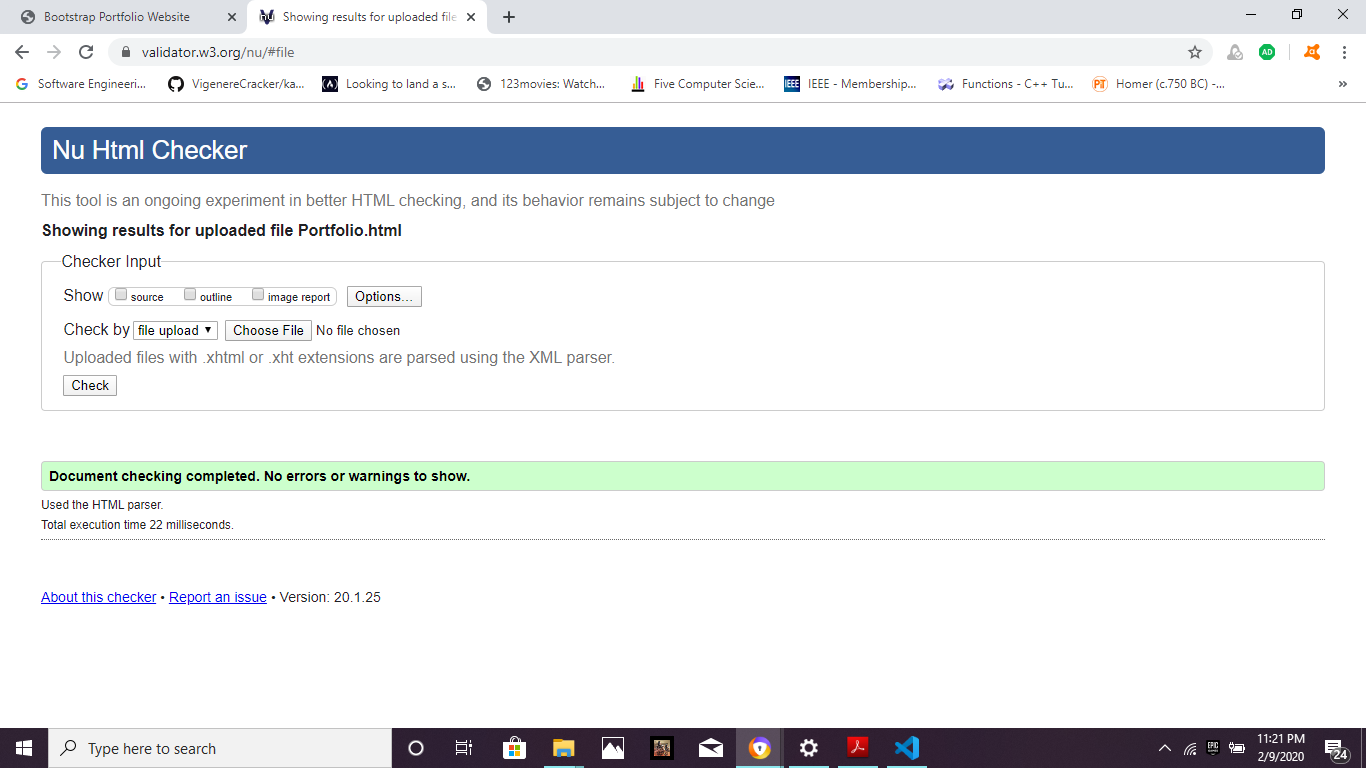 Bootstrap Portfolio Website
Showing results for uploaded file
validator.w3.org/nu/#file
Software Engineeri...
VigenereCracker/ka...
Looking to land a s...
123movies: Watch...
Five Computer Scie...
IEEE - Membership...
Functions - C++ Tu...
Homer (c.750 BC) -...
Nu Html Checker
This tool is an ongoing experiment in better HTML checking, and its behavior remains subject to change
Showing results for uploaded file Portfolio.html
Checker Input
Show source outline image report Options...
Check by file upload Choose File No file chosen
Uploaded files with .xhtml or .xht extensions are parsed using the XML parser.
Check
Document checking completed. No errors or warnings to show.
Used the HTML parser.
Total execution time 22 milliseconds.
About this checker • Report an issue • Version: 20.1.25
Type here to search
11:21 PM
2/9/2020
24